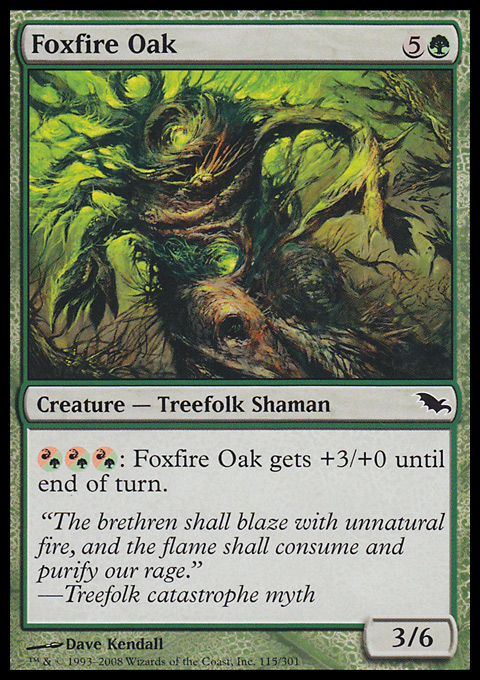 Foxfire Oak 5
Creature — Treefolk Shaman
: Foxfire Oak gets +3/+0 until
end of turn.
“The brethren shall blaze with unnatural
fire, and the flame shall consume and
purify our rage.”
—Treefolk catastrophe myth
Dave Kendall
3/6
™ & © 1993–2008 Wizards of the Coast, Inc. 115/301